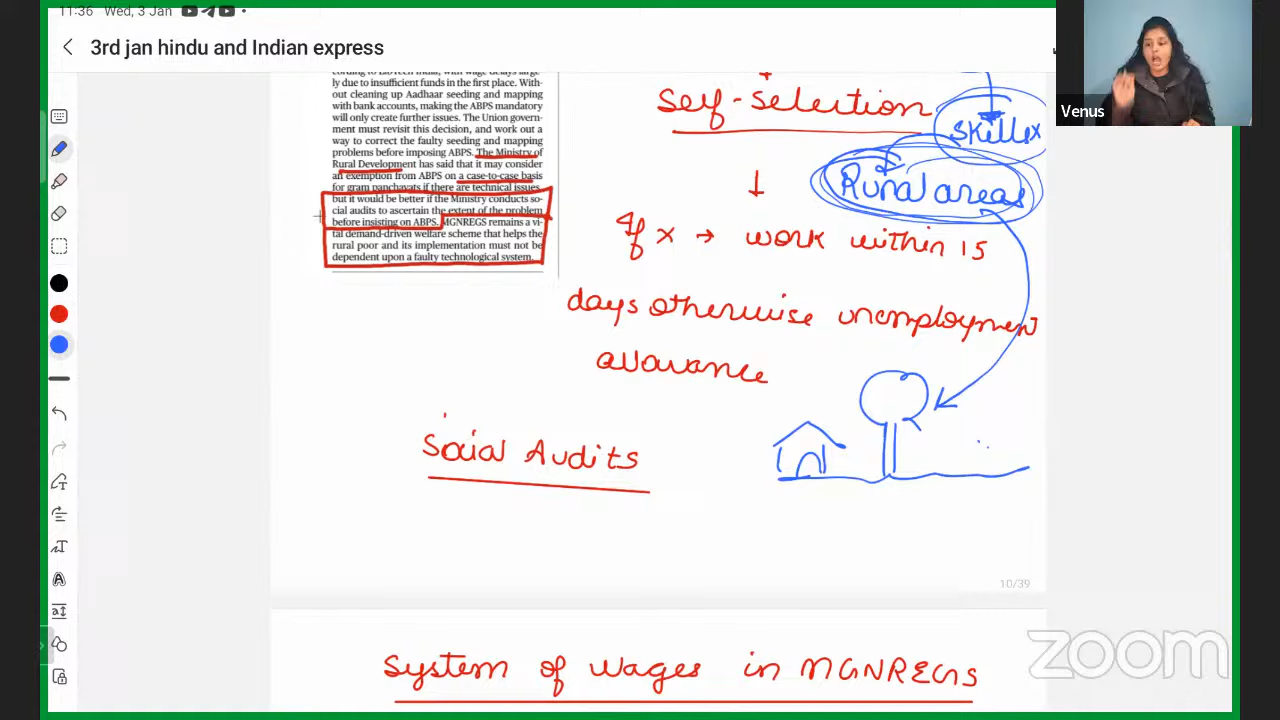 11:36 Wed, 3 Jan
3rd jan hindu and Indian express
Venus
ly due to insufficient funds in the first place. With-
out cleaning up Aadhaar seeding and mapping
with bank accounts, making the ABPS mandatory
will only create further issues. The Union govern-
ment must revisit this decision, and work out a
way to correct the faulty seeding and mapping
problems before imposing ABPS. The Ministry of
Rural Development has said that it may consider
an exemption from ABPS on a case-to-case basis
for gram panchayats if there are technical issues,
but it would be better if the Ministry conducts so-
cial audits to ascertain the extent of the problem
before insisting on ABPS. MGNREGS remains a vi-
tal demand-driven welfare scheme that helps the
rural poor and its implementation must not be
dependent upon a faulty technological system.
Self-Selection
Skill x
Rural areas
If x → work within 15
days otherwise unemployment
allowance
Social Audits
10/39
System of Wages in MGNREGS
zoom